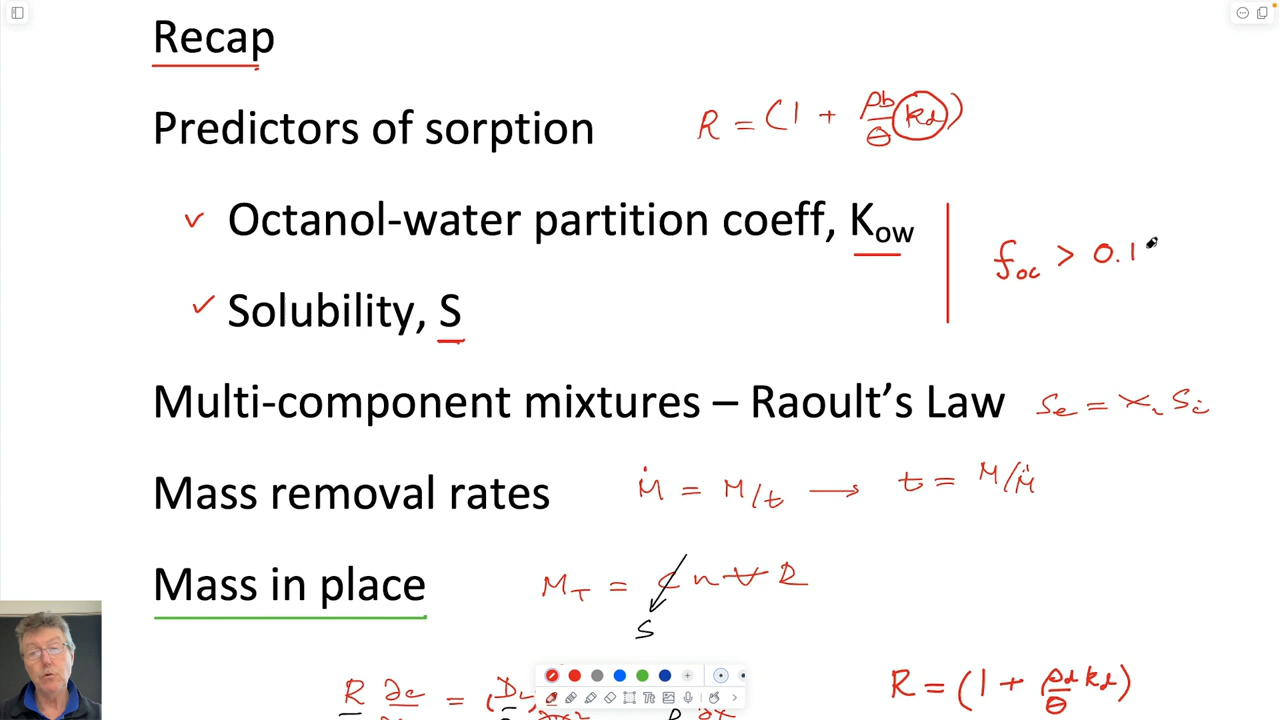 Recap
Predictors of sorption R = (1 + ρb/θ kd)
✓ Octanol-water partition coeff, Kow
foc > 0.1
✓ Solubility, S
Multi-component mixtures – Raoult's Law Se = Xi Si
Mass removal rates Ṁ = M/t → t = M/Ṁ
Mass in place MT = C n V R
S
R ∂c
R = (1 + ρd/θ kd)